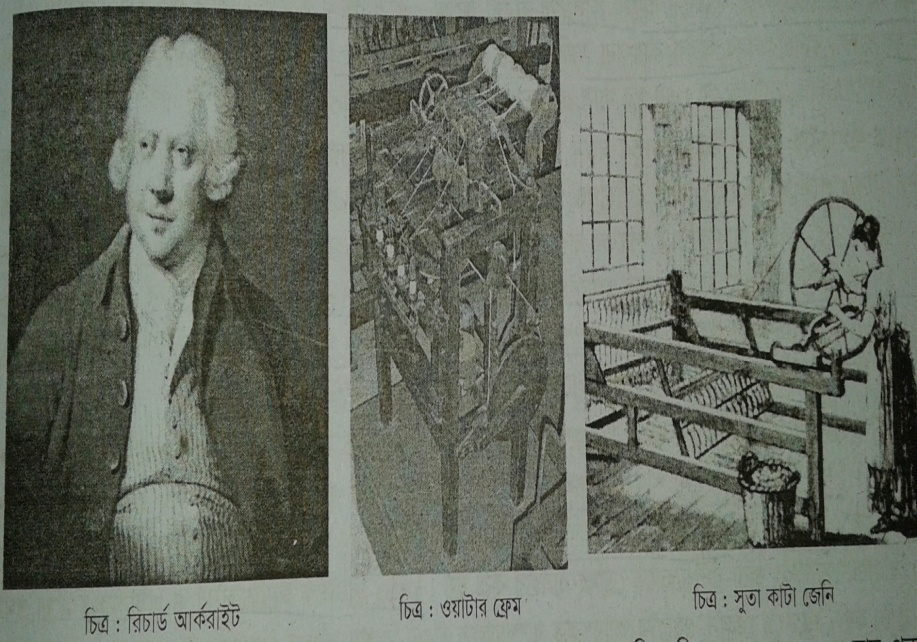 চিত্র : রিচার্ড আর্করাইট
চিত্র : ওয়াটার ফ্রেম
চিত্র : সুতা কাটা জেনি